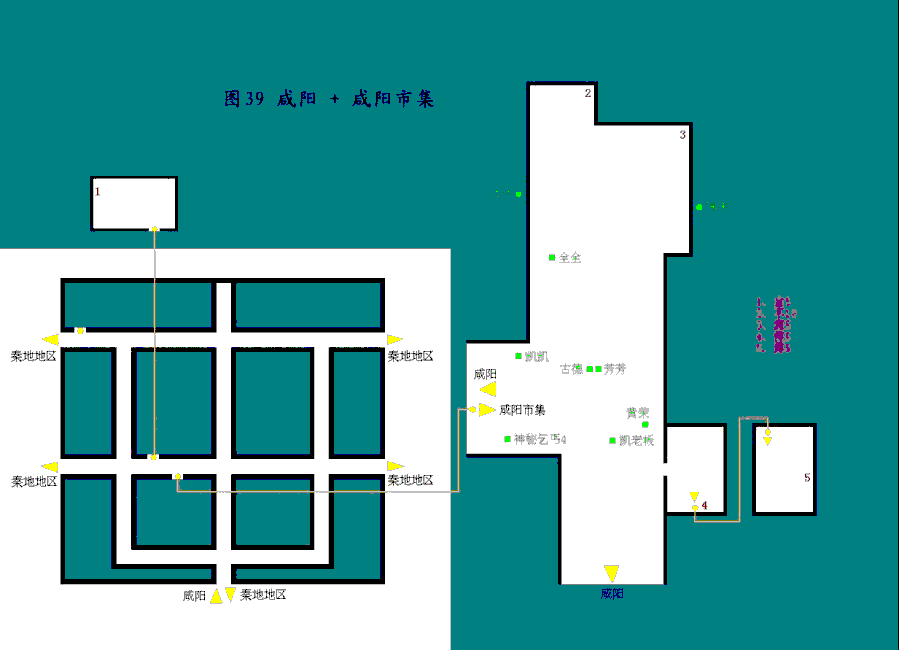 图39 咸阳 + 咸阳市集
2
3
1
全全
秦地地区
秦地地区
凯凯
咸阳
古德
芳芳
咸阳市集
黄荣
神秘乞丐4
凯老板
秦地地区
秦地地区
4
5
咸阳
秦地地区
咸阳